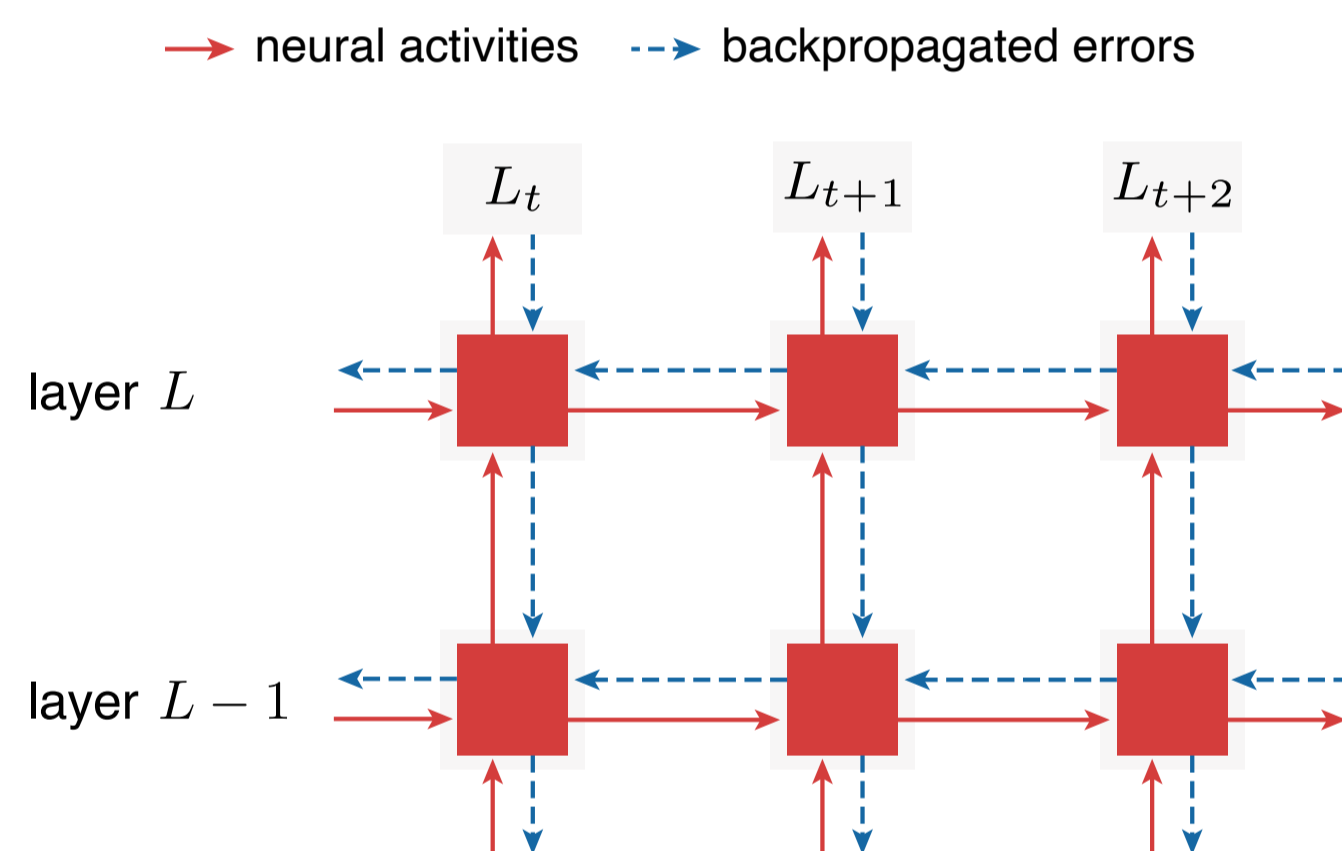 neural activities backpropagated errors
L_t L_{t+1} L_{t+2}
layer L
layer L − 1